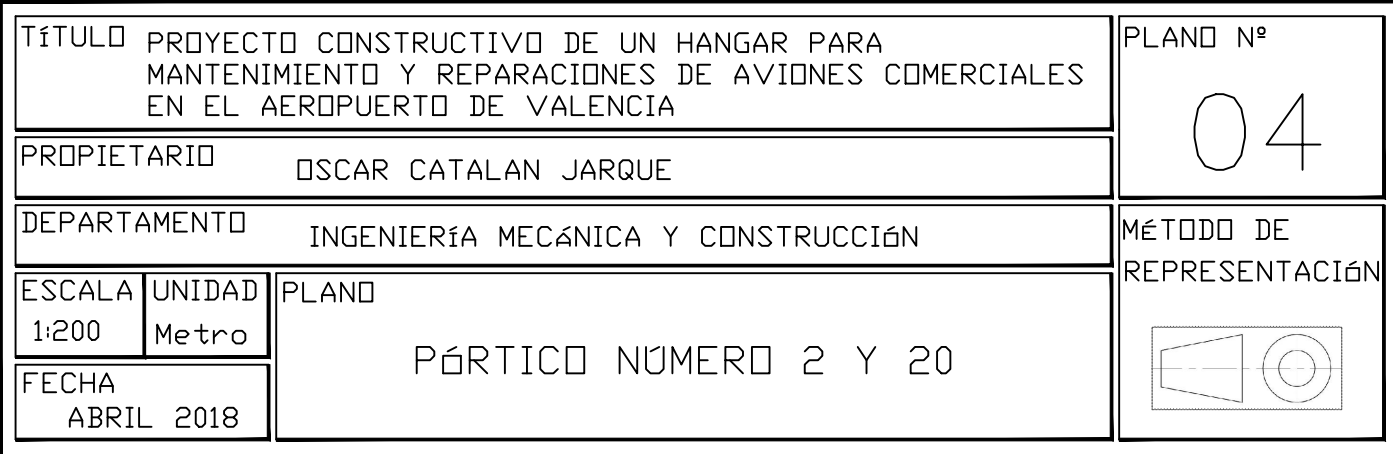 TíTULO
PROYECTO CONSTRUCTIVO DE UN HANGAR PARA
MANTENIMIENTO Y REPARACIONES DE AVIONES COMERCIALES
EN EL AEROPUERTO DE VALENCIA
PLANO Nº
04
PROPIETARIO
OSCAR CATALAN JARQUE
DEPARTAMENTO
INGENIERíA MECáNICA Y CONSTRUCCIóN
MÉTODO DE
REPRESENTACIóN
ESCALA
1:200
UNIDAD
Metro
PLANO
PóRTICO NÚMERO 2 Y 20
FECHA
ABRIL 2018